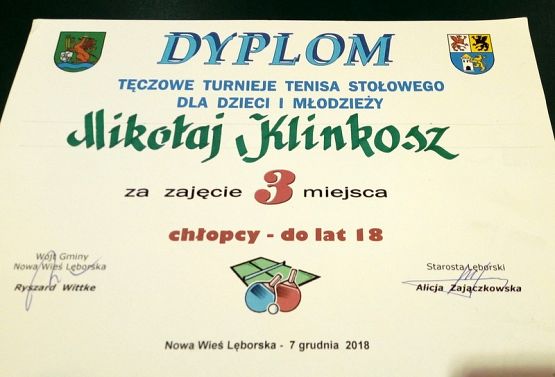 DYPLOM
TĘCZOWE TURNIEJE TENISA STOŁOWEGO
DLA DZIECI I MŁODZIEŻY
Mikołaj Klinkosz
za zajęcie 3 miejsca
chłopcy - do lat 18
Wójt Gminy
Nowa Wieś Lęborska
Ryszard Wittke
Starosta Lęborski
Alicja Zajączkowska
Nowa Wieś Lęborska - 7 grudnia 2018